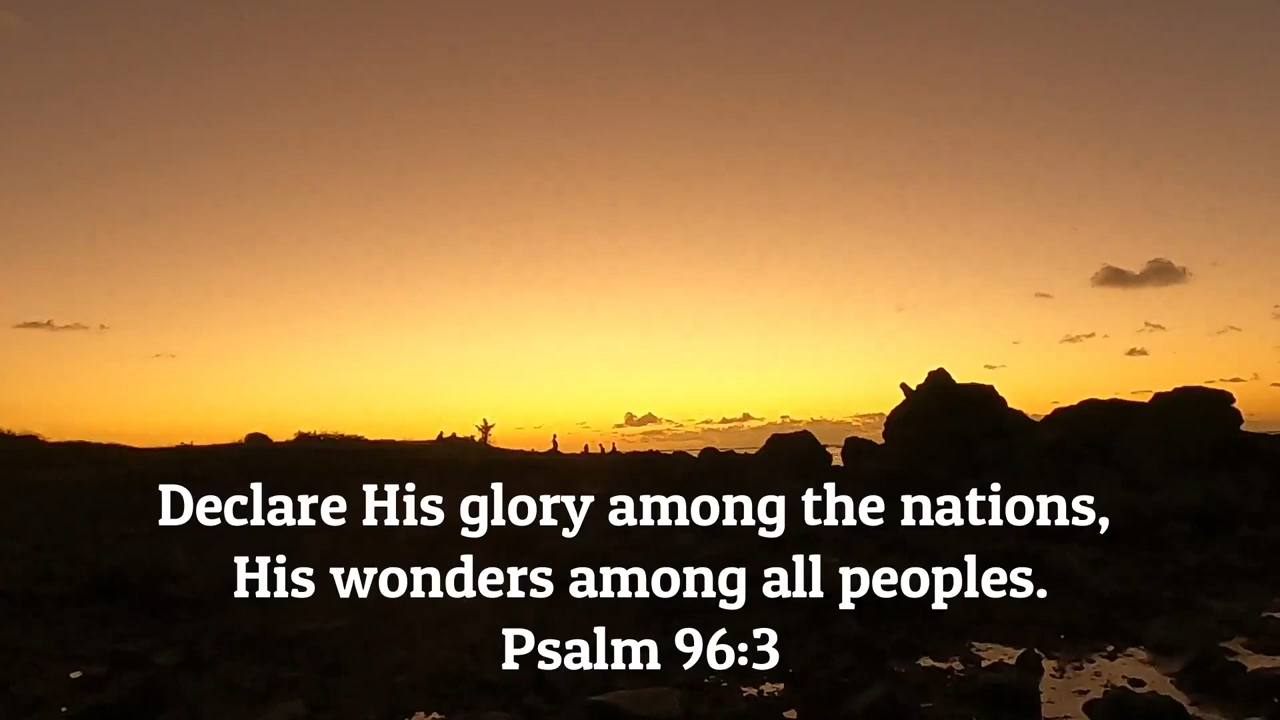 Declare His glory among the nations,
His wonders among all peoples.
Psalm 96:3